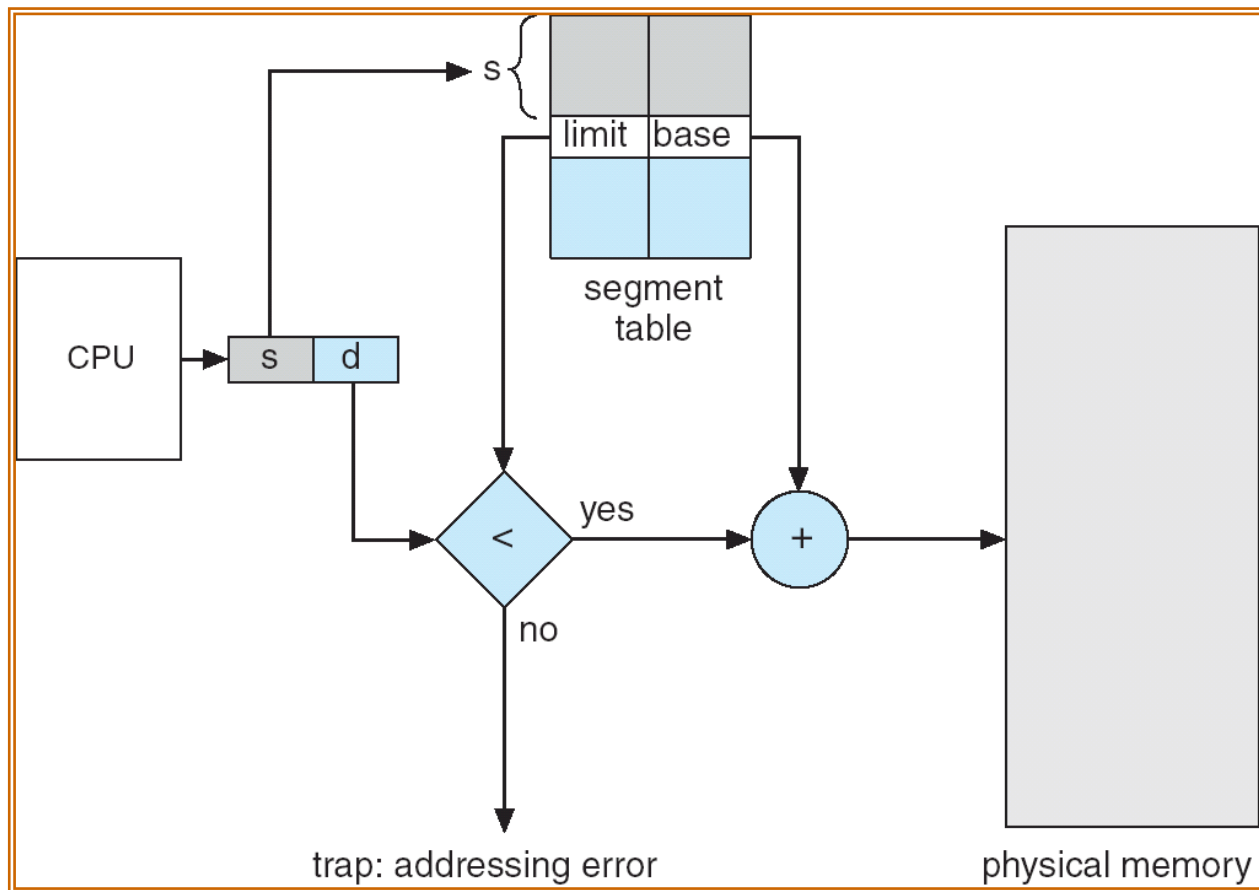 s
limit base
segment
table
CPU
s d
yes
<
+
no
trap: addressing error
physical memory